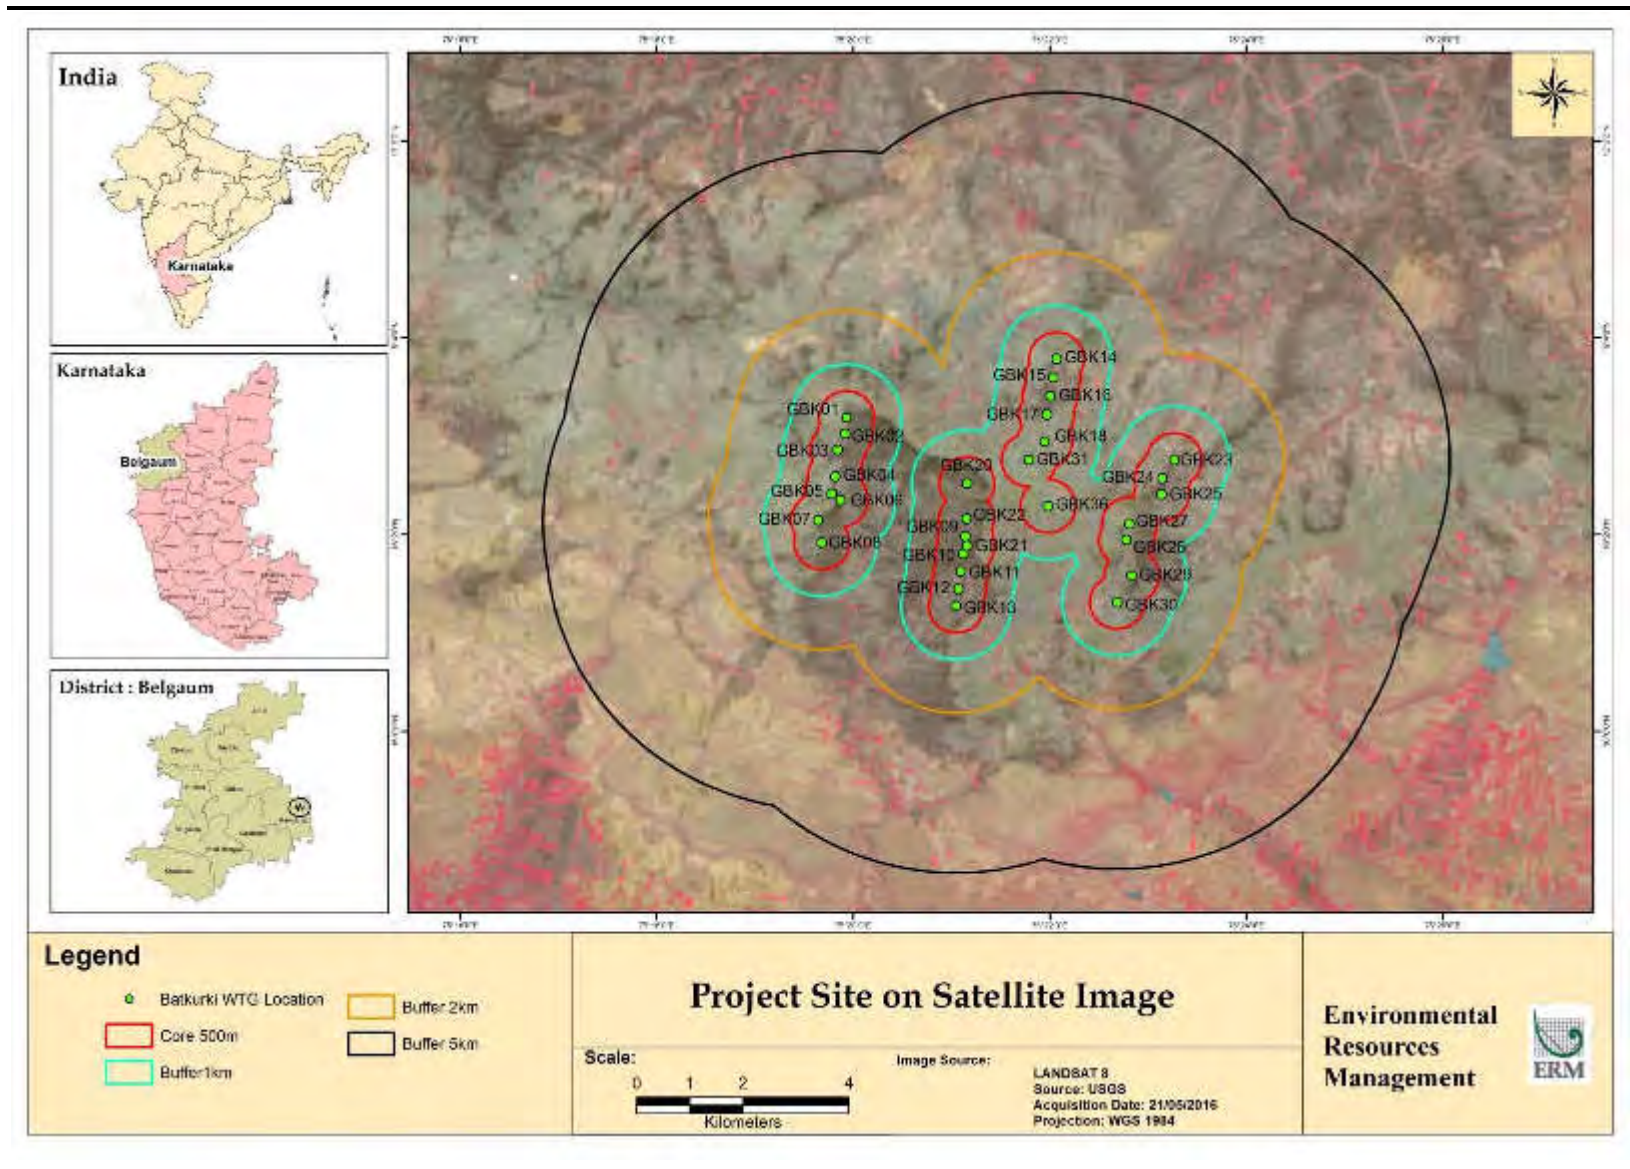 India
Karnataka
Karnataka
Belgaum
District : Belgaum
GBK14
GBK15
GBK16
GBK17
GBK18
GBK31
GBK36
GBK01
GBK02
GBK03
GBK04
GBK05
GBK06
GBK07
GBK08
GBK20
GBK22
GBK09
GBK21
GBK10
GBK11
GBK12
GBK13
GBK23
GBK24
GBK25
GBK27
GBK26
GBK29
GBK30
Legend
Batkurki WTG Location
Core 500m
Buffer1km
Buffer 2km
Buffer 5km
Project Site on Satellite Image
Scale:
0 1 2 4
Kilometers
Image Source:
LANDSAT 8
Source: USGS
Acquisition Date: 21/05/2016
Projection: WGS 1984
Environmental
Resources
Management
ERM